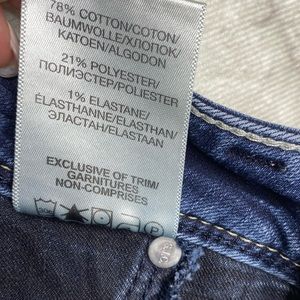 78% COTTON/COTON/
BAUMWOLLE/ХЛОПОК/
KATOEN/ALGODON
21% POLYESTER/
ПОЛИЭСТЕР/POLIESTER
1% ELASTANE/
ÉLASTHANNE/ELASTHAN/
ЭЛАСТАН/ELASTAAN
EXCLUSIVE OF TRIM/
GARNITURES
NON-COMPRISES